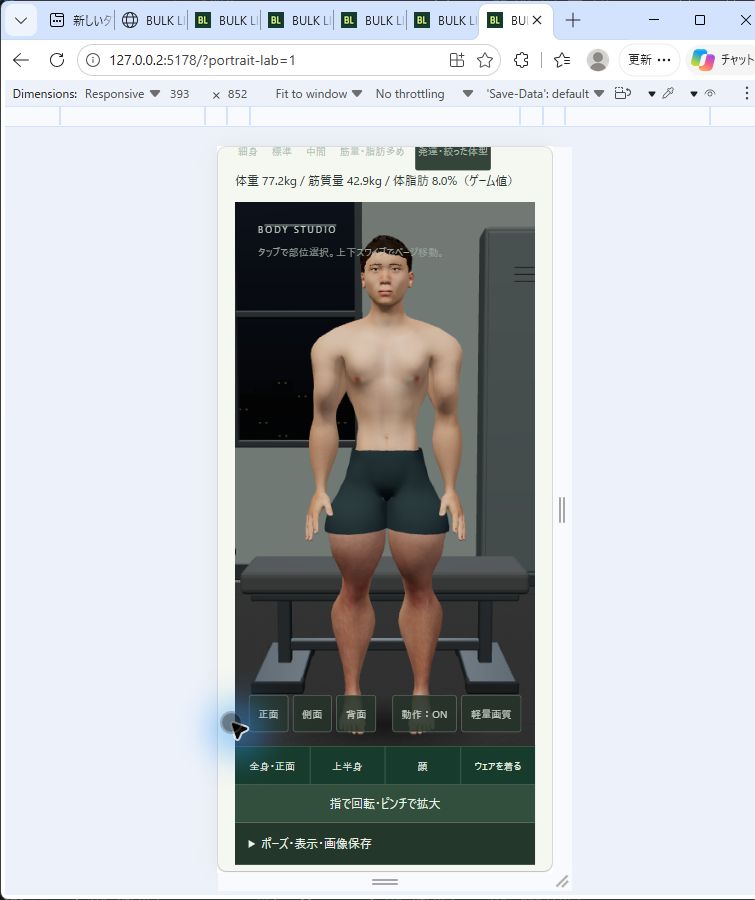 新しいタ
BULK LI
BL BULK LI
BL BULK LI
BL BULK LI
BL BULK LI
BL BUL
127.0.0.2:5178/?portrait-lab=1
更新
チャット
Dimensions: Responsive 393 × 852 Fit to window No throttling 'Save-Data': default
細身 標準 中間 筋量・脂肪多め 発達・絞った体型
体重 77.2kg / 筋質量 42.9kg / 体脂肪 8.0%（ゲーム値）
BODY STUDIO
タップで部位選択。上下スワイプでページ移動。
正面 側面 背面 動作：ON 軽量画質
全身・正面 上半身 顔 ウェアを着る
指で回転・ピンチで拡大
▶ ポーズ・表示・画像保存